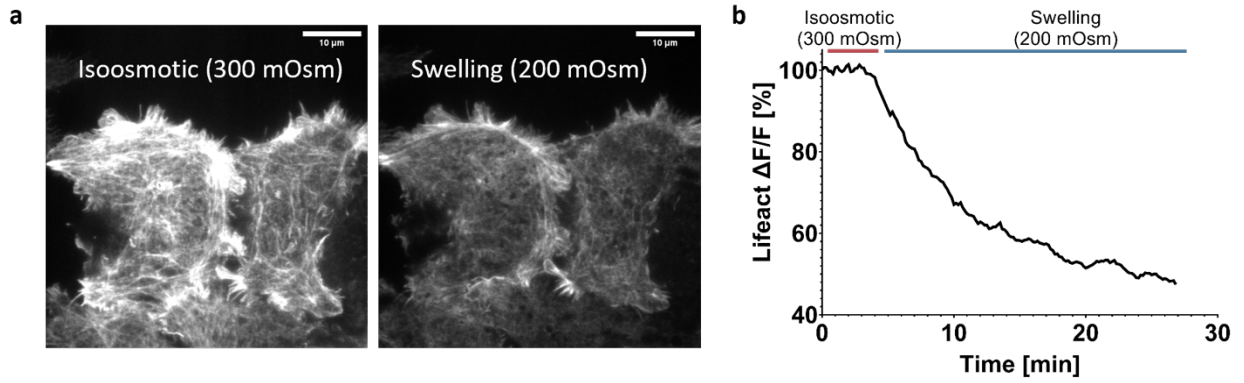 a
10 µm
Isoosmotic (300 mOsm)
10 µm
Swelling (200 mOsm)
b
Isoosmotic
(300 mOsm)
Swelling
(200 mOsm)
Lifeact ΔF/F [%]
100
80
60
40
0
10
20
30
Time [min]